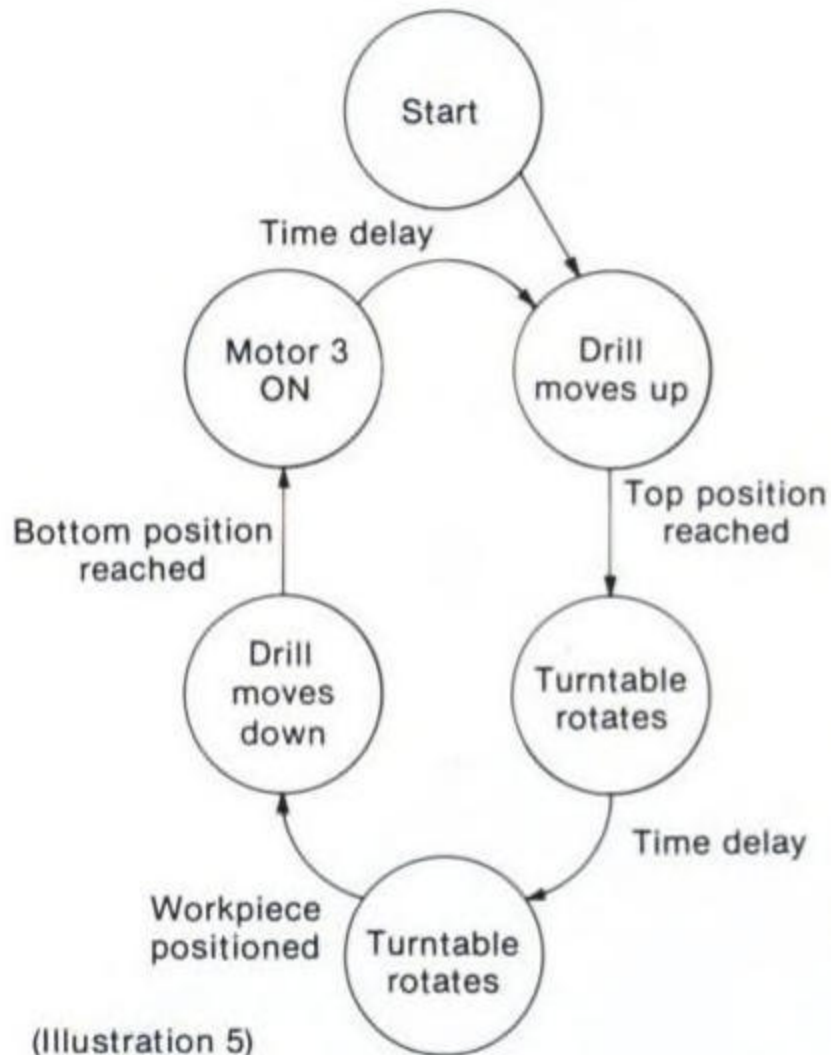 Start
Time delay
Motor 3
ON
Drill
moves up
Top position
reached
Bottom position
reached
Drill
moves
down
Turntable
rotates
Time delay
Workpiece
positioned
Turntable
rotates
(Illustration 5)